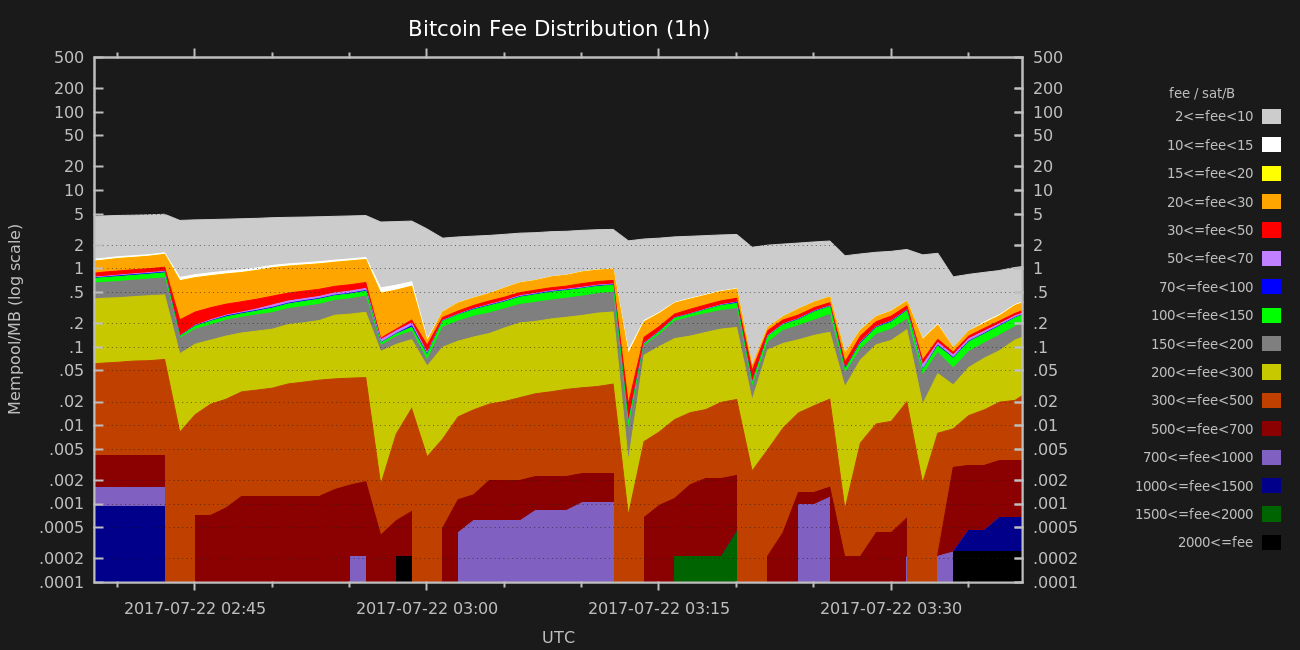 Bitcoin Fee Distribution (1h)
500 500
200 200
100 100
50 50
20 20
10 10
5 5
2 2
1 1
.5 .5
.2 .2
.1 .1
.05 .05
.02 .02
.01 .01
.005 .005
.002 .002
.001 .001
.0005 .0005
.0002 .0002
.0001 .0001
Mempool/MB (log scale)
2017-07-22 02:45 2017-07-22 03:00 2017-07-22 03:15 2017-07-22 03:30
UTC
fee / sat/B
2<=fee<10
10<=fee<15
15<=fee<20
20<=fee<30
30<=fee<50
50<=fee<70
70<=fee<100
100<=fee<150
150<=fee<200
200<=fee<300
300<=fee<500
500<=fee<700
700<=fee<1000
1000<=fee<1500
1500<=fee<2000
2000<=fee